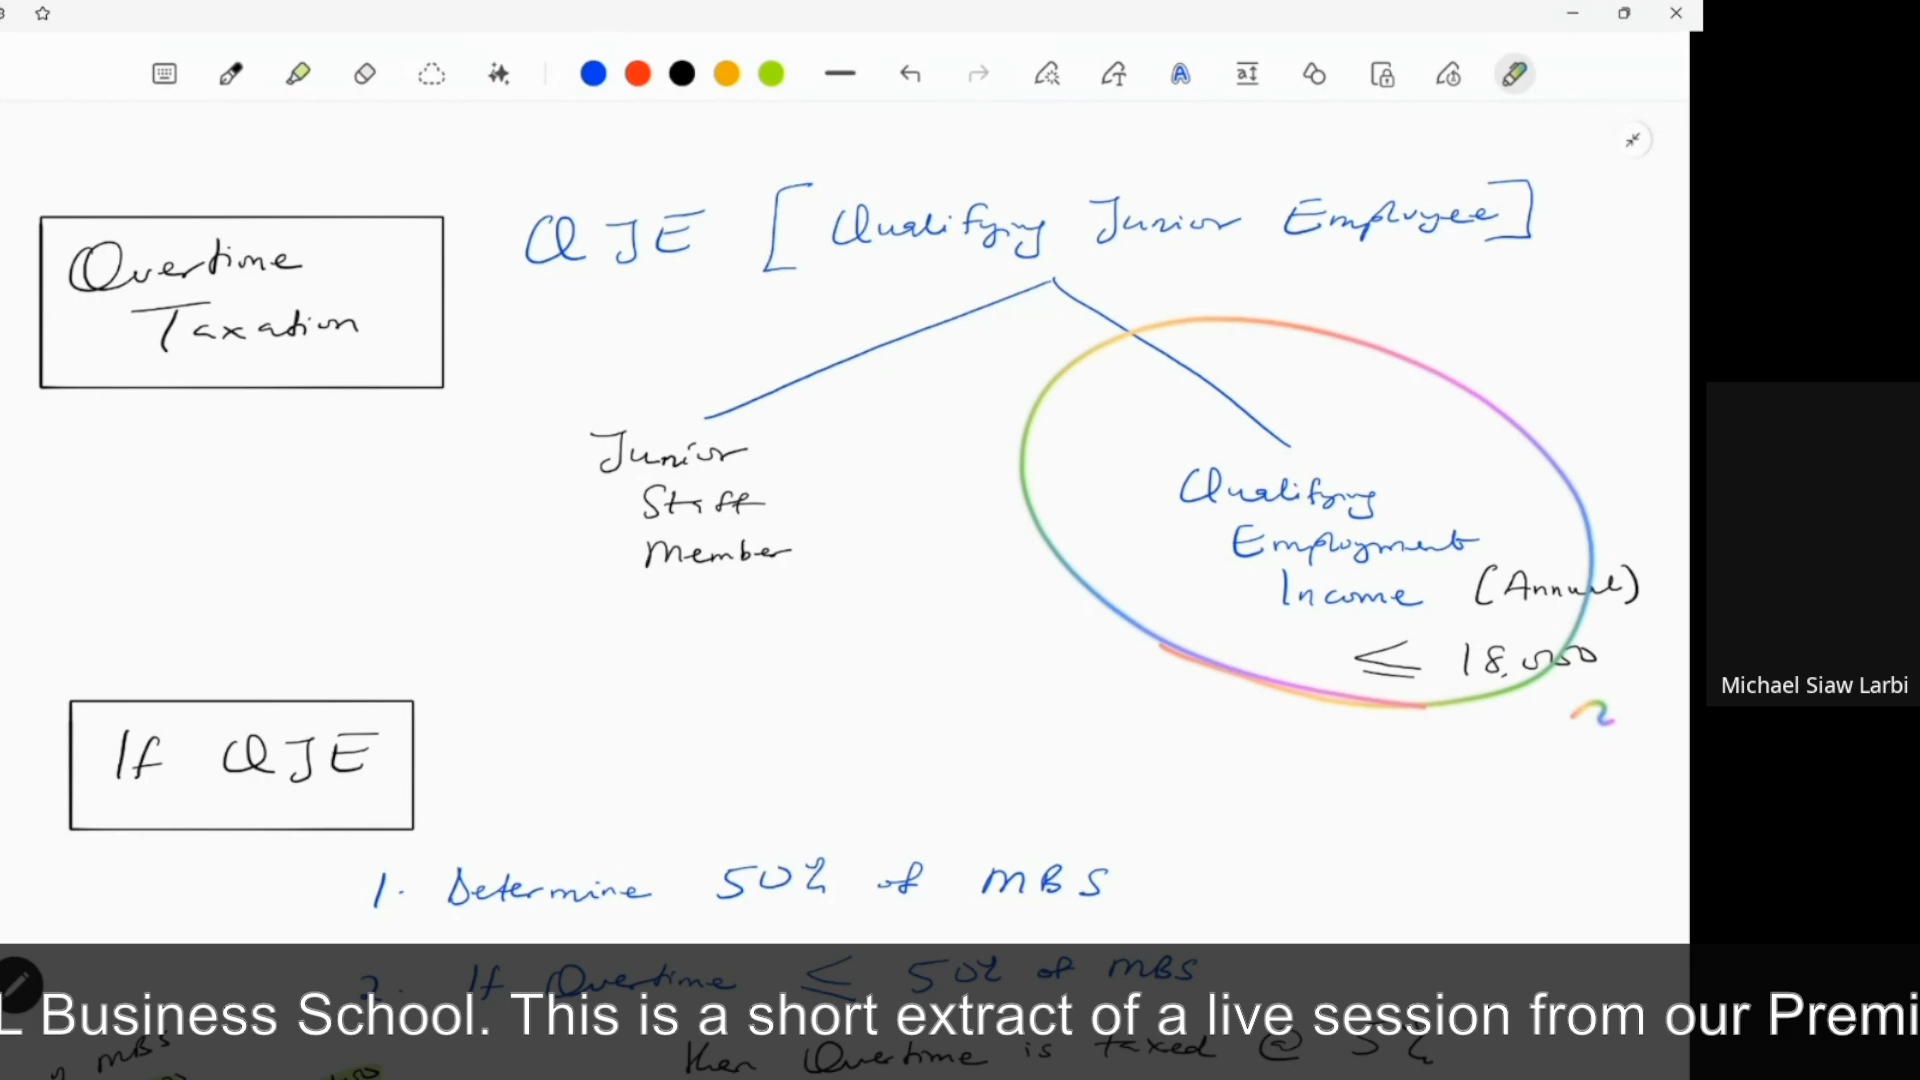 Overtime
Taxation
QJE [Qualifying Junior Employee]
Junior
Staff
Member
Qualifying
Employment
Income (Annual)
≤ 18,000
If QJE
1. Determine 50% of MBS
2. If Overtime ≤ 50% of MBS
then Overtime is taxed @ 5%
MBS
L Business School. This is a short extract of a live session from our Premi
Michael Siaw Larbi